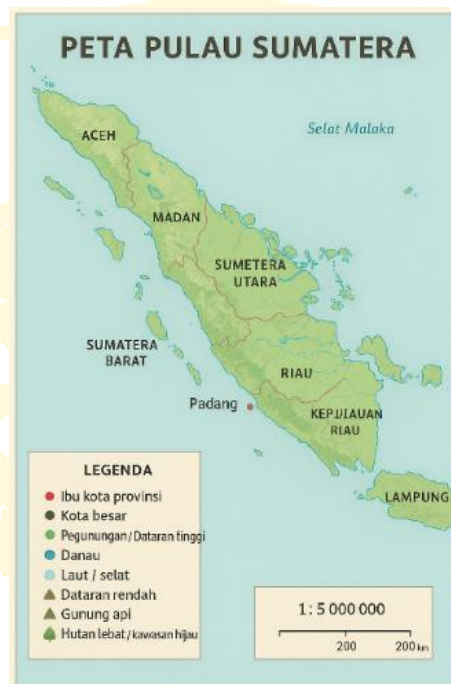 PETA PULAU SUMATERA
Selat Malaka
ACEH
MADAN
SUMETERA
UTARA
SUMATERA
BARAT
RIAU
Padang
RIAU
LAMPUNG
LEGENDA
Ibu kota provinsi
Kota besar
Pegunungan / Dataran tinggi
Danau
Laut / selat
Dataran rendah
Gunung api
Hutan lebat / kawasan hijau
1 : 5 000 000
200 200 km